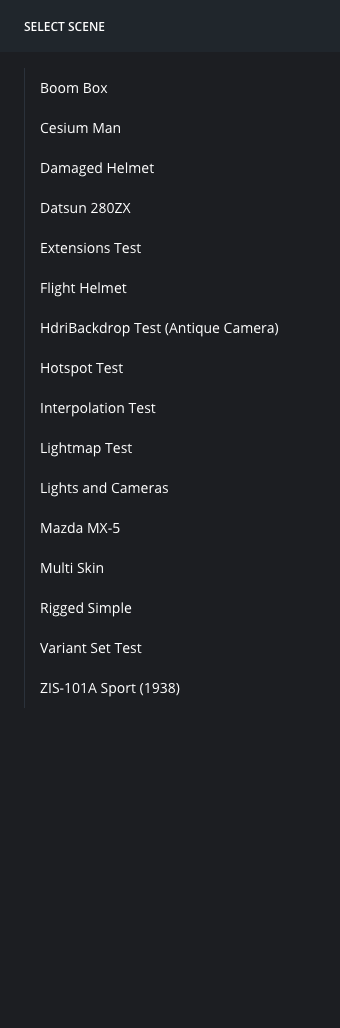 SELECT SCENE
Boom Box
Cesium Man
Damaged Helmet
Datsun 280ZX
Extensions Test
Flight Helmet
HdriBackdrop Test (Antique Camera)
Hotspot Test
Interpolation Test
Lightmap Test
Lights and Cameras
Mazda MX-5
Multi Skin
Rigged Simple
Variant Set Test
ZIS-101A Sport (1938)